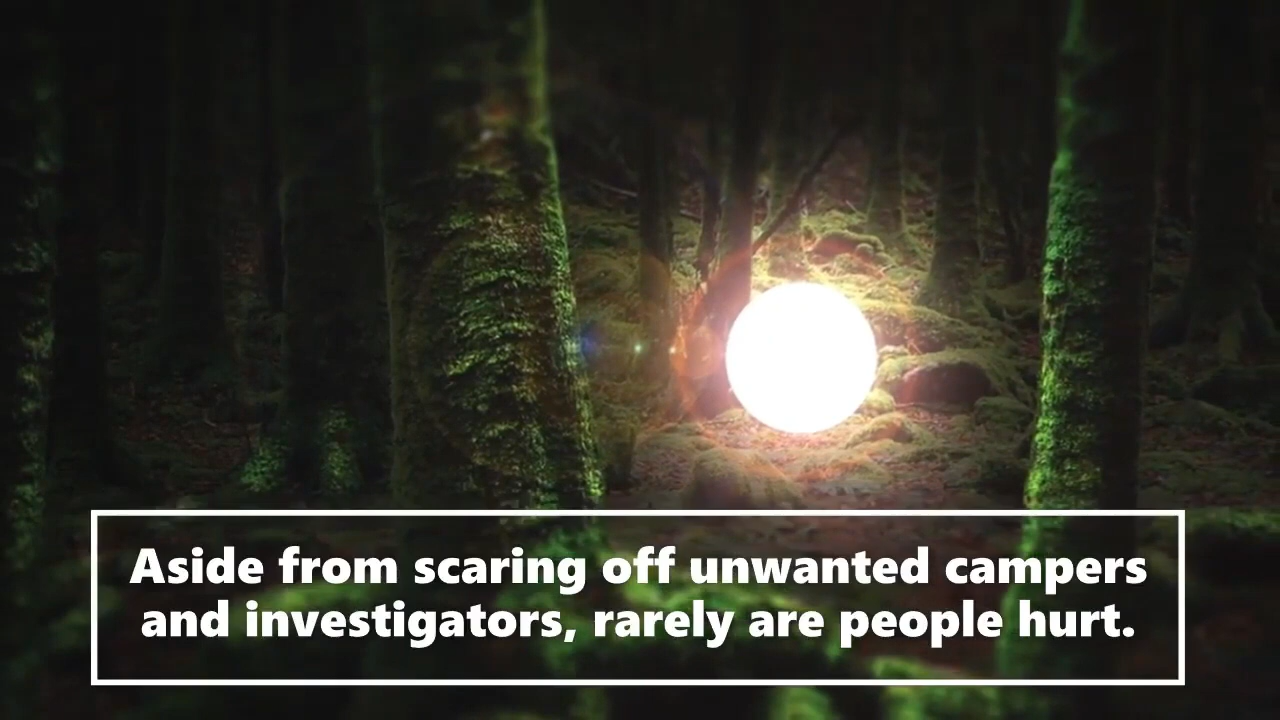 Aside from scaring off unwanted campers
and investigators, rarely are people hurt.